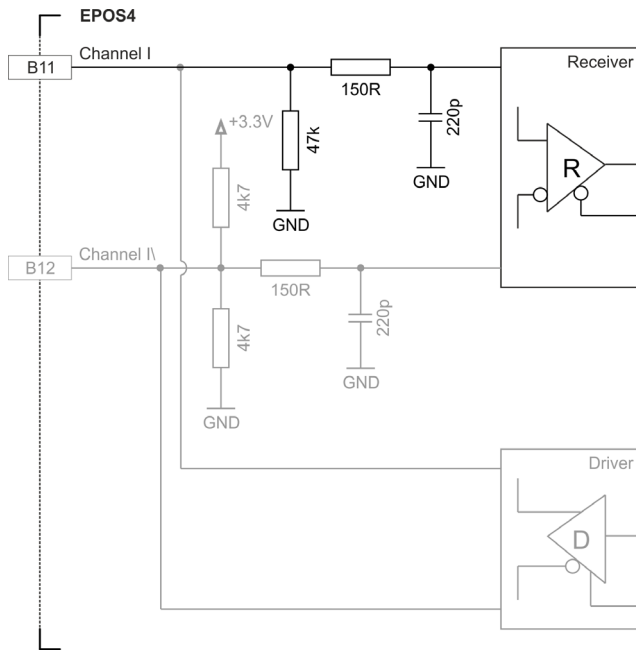 EPOS4
Channel I
B11
Receiver
150R
220p
+3.3V
47k
R
GND
4k7
GND
Channel I\
B12
150R
220p
4k7
GND
GND
Driver
D